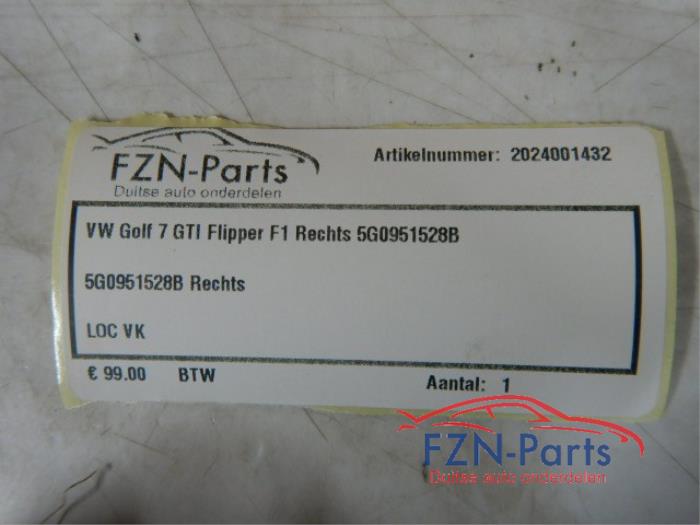 FZN-Parts
Duitse auto onderdelen
Artikelnummer: 2024001432
VW Golf 7 GTI Flipper F1 Rechts 5G0951528B
5G0951528B Rechts
LOC VK
€ 99.00 BTW
Aantal: 1
FZN-Parts
Duitse auto onderdelen